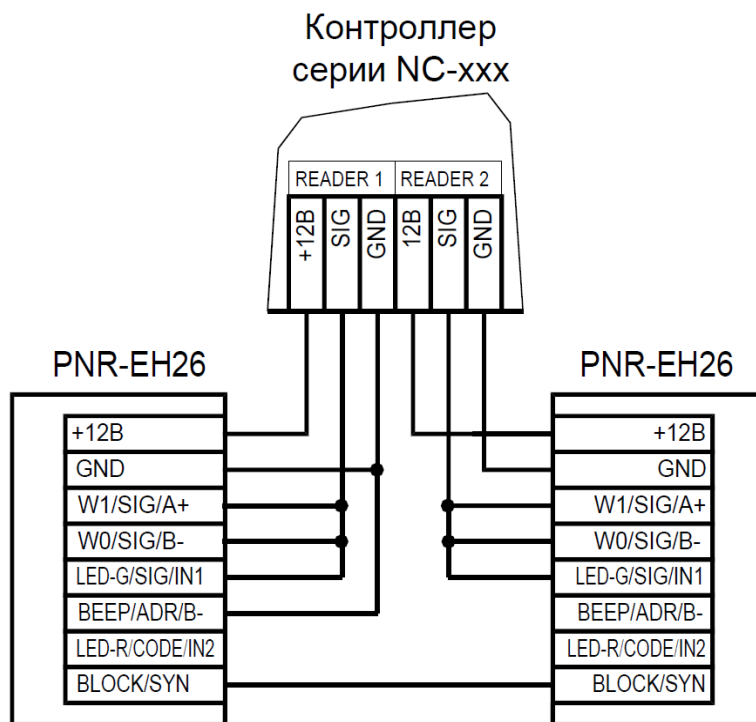 Контроллер
серии NC-xxx
READER 1 READER 2
+12В SIG GND 12В SIG GND
PNR-EH26
+12В
GND
W1/SIG/A+
W0/SIG/B-
LED-G/SIG/IN1
BEEP/ADR/B-
LED-R/CODE/IN2
BLOCK/SYN
PNR-EH26
+12В
GND
W1/SIG/A+
W0/SIG/B-
LED-G/SIG/IN1
BEEP/ADR/B-
LED-R/CODE/IN2
BLOCK/SYN